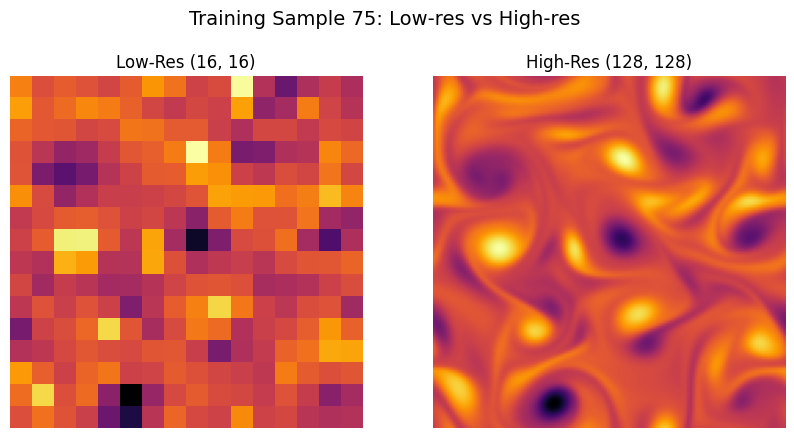 Training Sample 75: Low-res vs High-res
Low-Res (16, 16)
High-Res (128, 128)